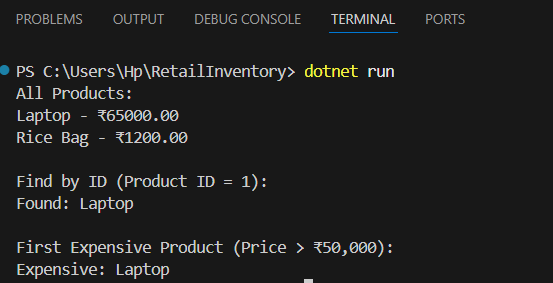 PROBLEMS OUTPUT DEBUG CONSOLE TERMINAL PORTS
PS C:\Users\Hp\RetailInventory> dotnet run
All Products:
Laptop - ₹65000.00
Rice Bag - ₹1200.00
Find by ID (Product ID = 1):
Found: Laptop
First Expensive Product (Price > ₹50,000):
Expensive: Laptop